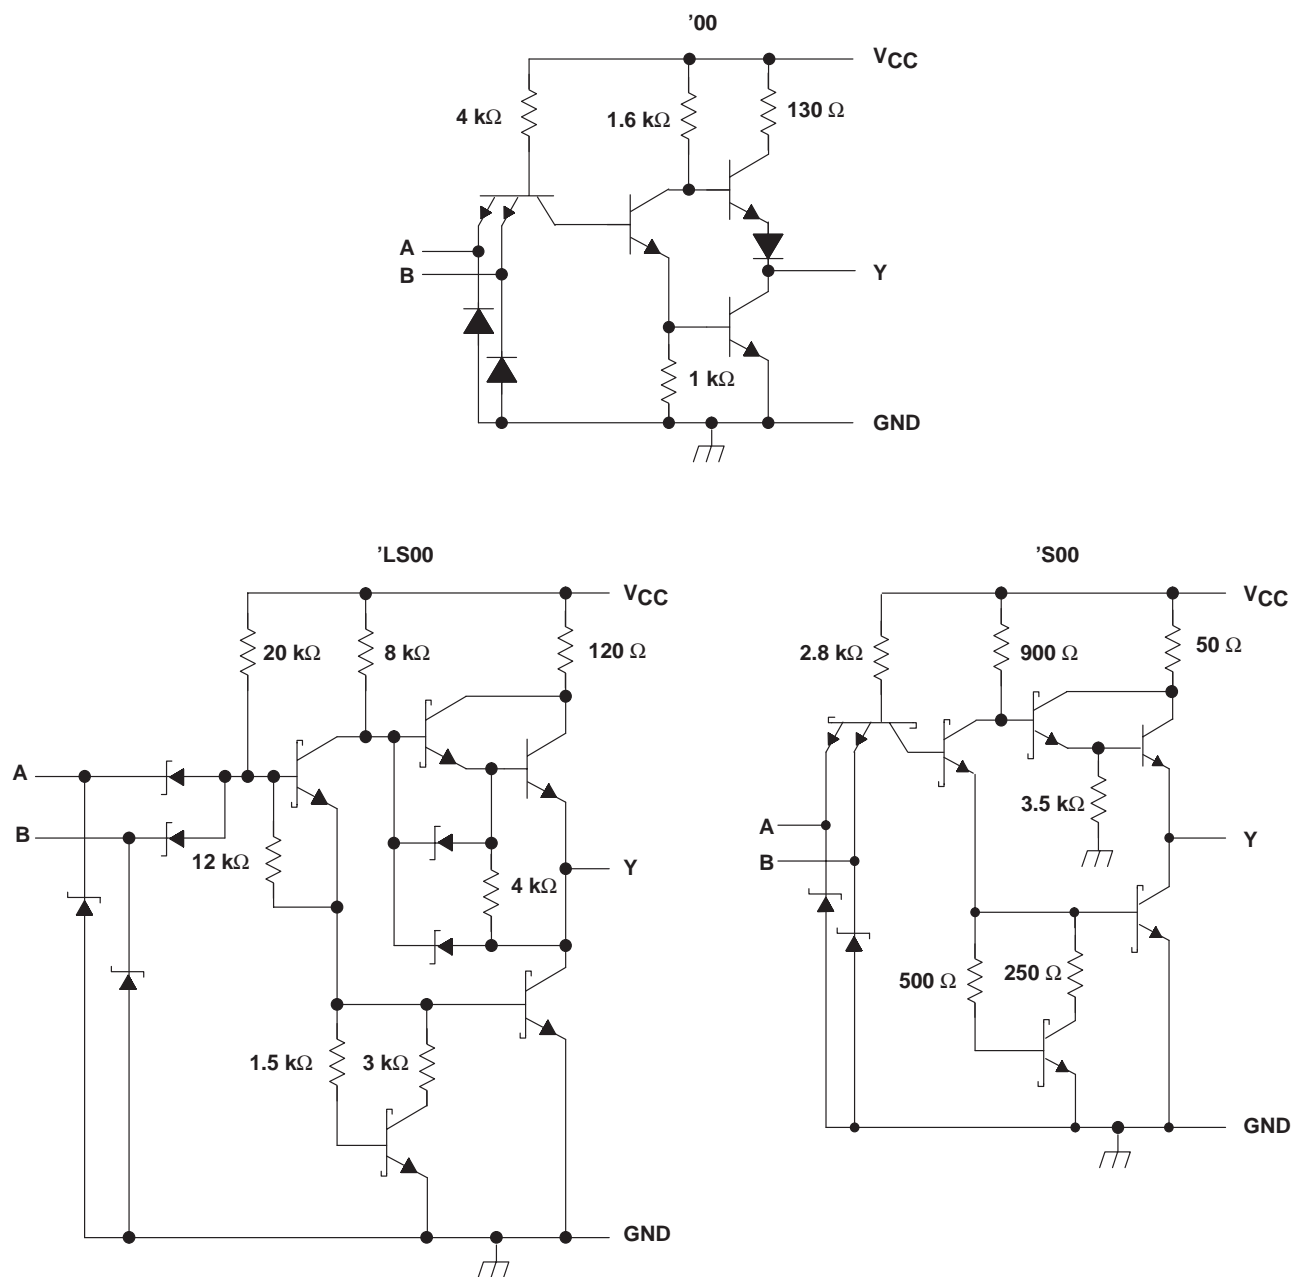 ’00
VCC
4 kΩ
1.6 kΩ
130 Ω
A
B
Y
1 kΩ
GND
’LS00
VCC
20 kΩ
8 kΩ
120 Ω
A
B
12 kΩ
4 kΩ
Y
1.5 kΩ
3 kΩ
GND
’S00
VCC
2.8 kΩ
900 Ω
50 Ω
3.5 kΩ
A
B
Y
500 Ω
250 Ω
GND